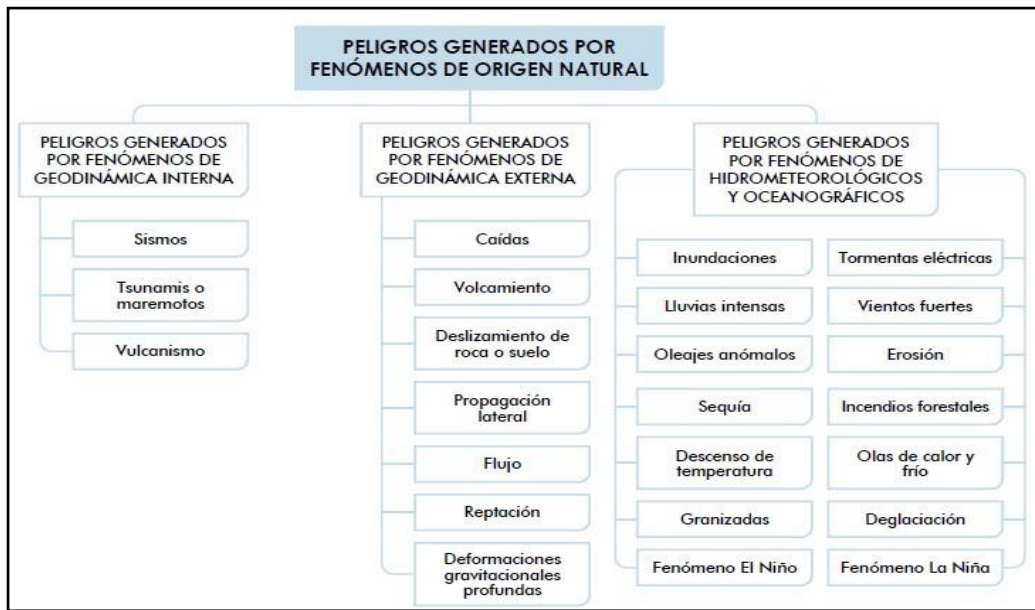 PELIGROS GENERADOS POR
FENÓMENOS DE ORIGEN NATURAL
PELIGROS GENERADOS
POR FENÓMENOS DE
GEODINÁMICA INTERNA
Sismos
Tsunamis o
maremotos
Vulcanismo
PELIGROS GENERADOS
POR FENÓMENOS DE
GEODINÁMICA EXTERNA
Caídas
Volcamiento
Deslizamiento de
roca o suelo
Propagación
lateral
Flujo
Reptación
Deformaciones
gravitacionales
profundas
PELIGROS GENERADOS
POR FENÓMENOS DE
HIDROMETEOROLÓGICOS
Y OCEANOGRÁFICOS
Inundaciones
Lluvias intensas
Oleajes anómalos
Sequía
Descenso de
temperatura
Granizadas
Fenómeno El Niño
Tormentas eléctricas
Vientos fuertes
Erosión
Incendios forestales
Olas de calor y
frío
Deglaciación
Fenómeno La Niña